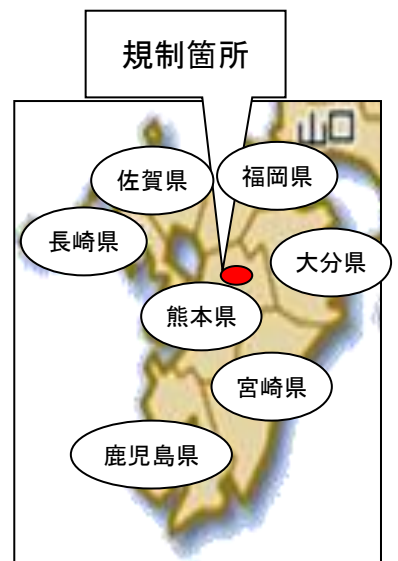 規制箇所
山口
佐賀県
福岡県
長崎県
大分県
熊本県
宮崎県
鹿児島県